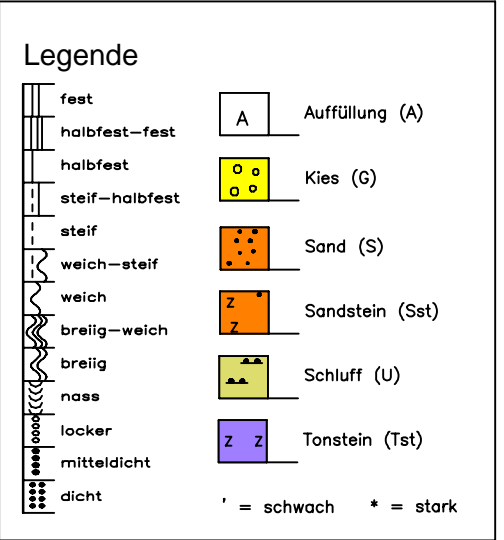 Legende
fest
halbfest-fest
halbfest
steif-halbfest
steif
weich-steif
weich
breiig-weich
breiig
nass
locker
mitteldicht
dicht
A Auffüllung (A)
Kies (G)
Sand (S)
Z Z Sandstein (Sst)
Schluff (U)
Z Z Tonstein (Tst)
' = schwach * = stark